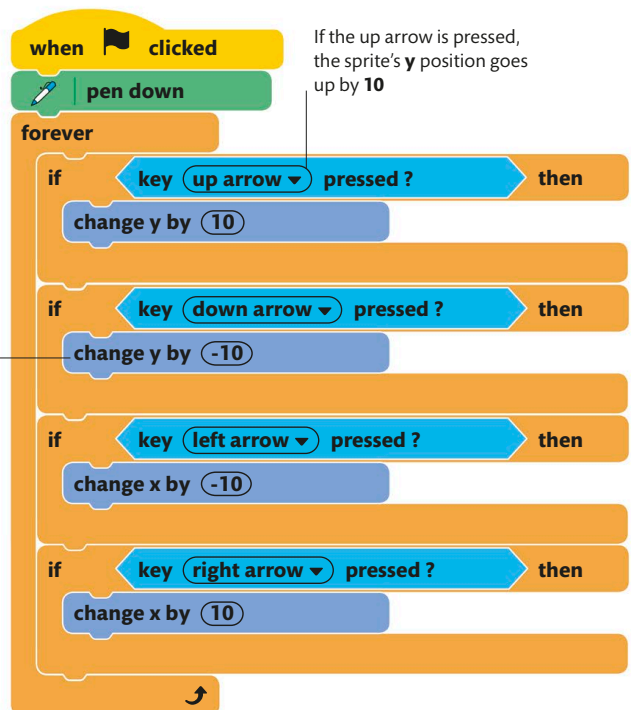 when clicked
If the up arrow is pressed,
the sprite's y position goes
up by 10
pen down
forever
if key up arrow pressed ? then
change y by 10
if key down arrow pressed ? then
change y by -10
if key left arrow pressed ? then
change x by -10
if key right arrow pressed ? then
change x by 10